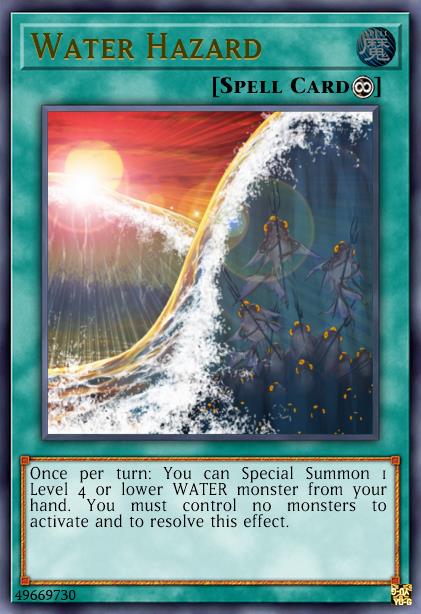 Water Hazard
魔
[Spell Card]
Once per turn: You can Special Summon 1
Level 4 or lower WATER monster from your
hand. You must control no monsters to
activate and to resolve this effect.
49669730